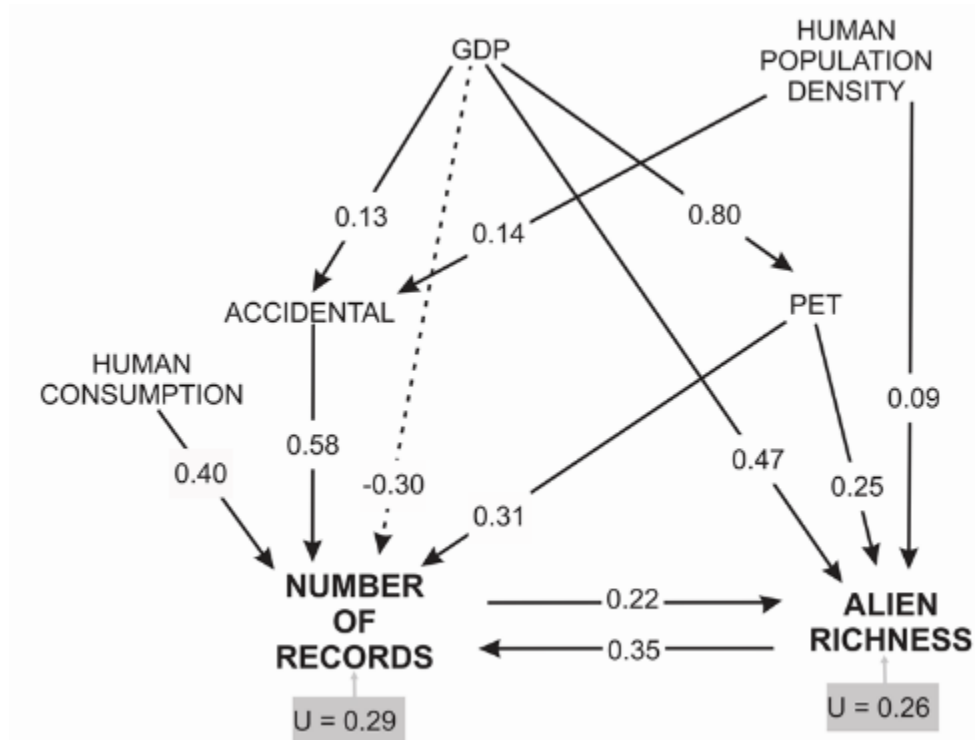 GDP
HUMAN
POPULATION
DENSITY
0.13
0.14
0.80
ACCIDENTAL
PET
HUMAN
CONSUMPTION
0.09
0.58
0.40
-0.30
0.47
0.25
0.31
NUMBER
OF
RECORDS
0.22
0.35
ALIEN
RICHNESS
U = 0.29
U = 0.26